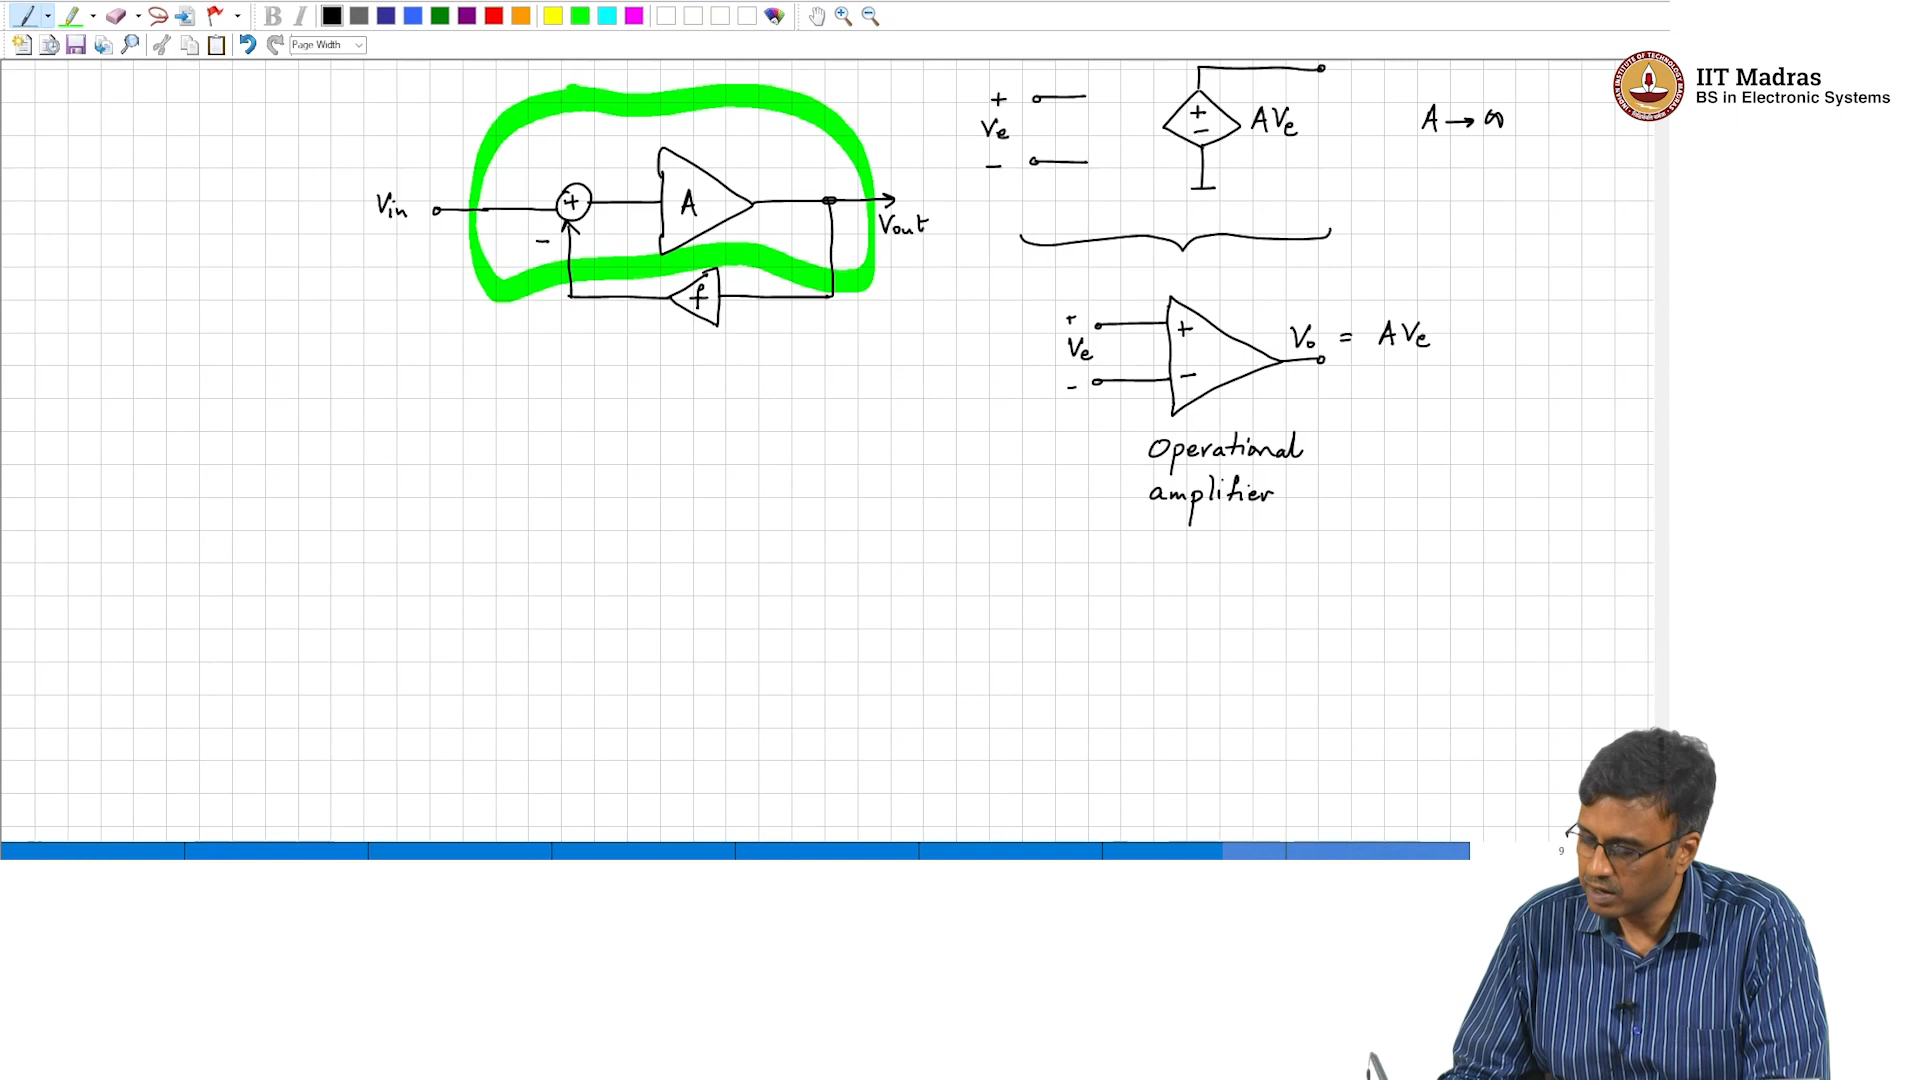 B I
Page Width
IIT Madras
BS in Electronic Systems
Vin
+
-
A
Vout
f
+
Ve
-
+
-
AVe
A → ∞
+
Ve
-
+
-
Vo = AVe
Operational
amplifier
9